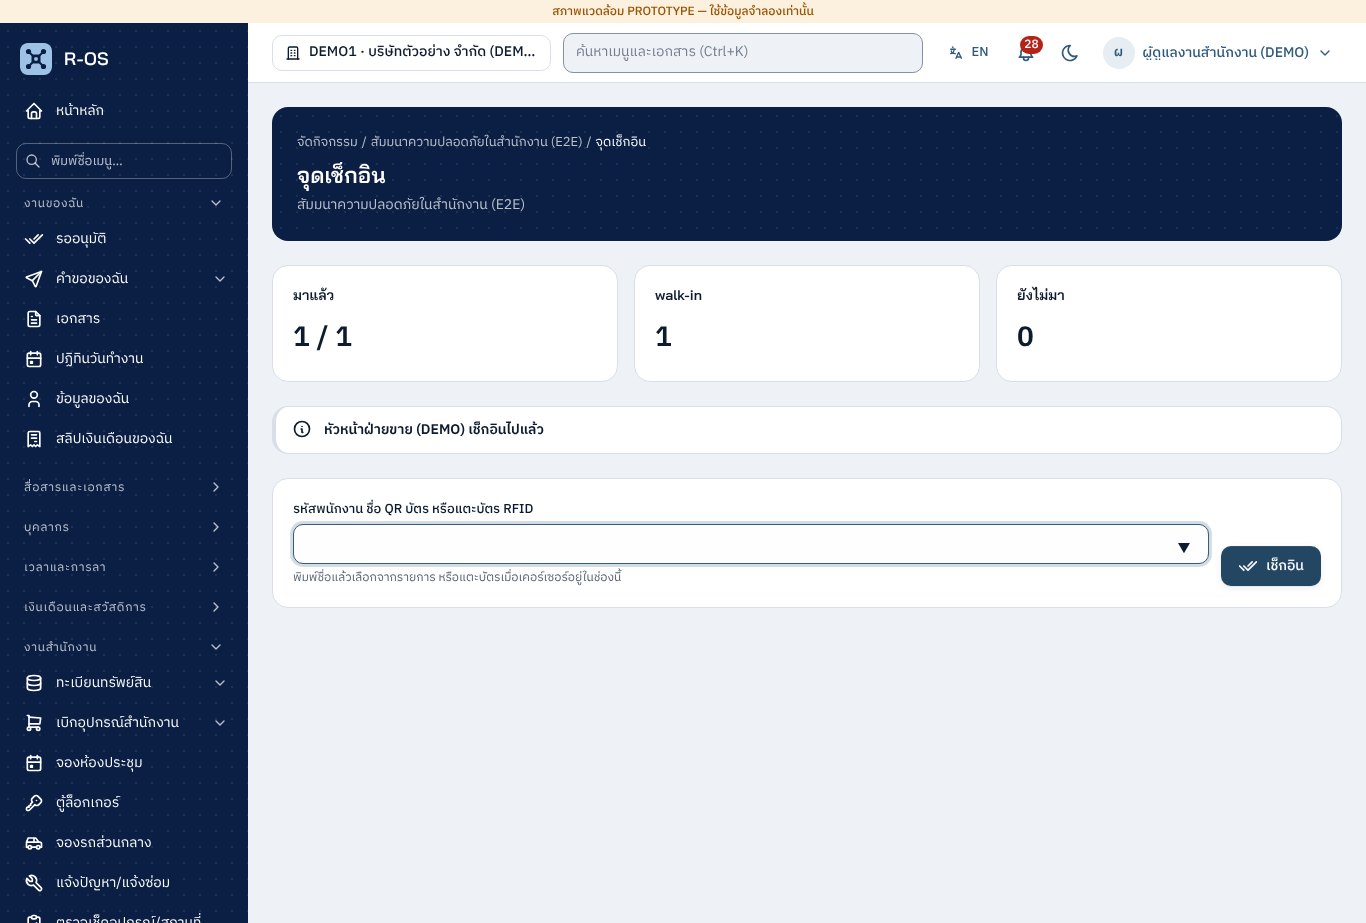 สภาพแวดล้อม PROTOTYPE — ใช้ข้อมูลจำลองเท่านั้น
R-OS
DEMO1 · บริษัทตัวอย่าง จำกัด (DEM...
ค้นหาเมนูและเอกสาร (Ctrl+K)
EN
28
ผ
ผู้ดูแลงานสำนักงาน (DEMO)
หน้าหลัก
พิมพ์ชื่อเมนู...
งานของฉัน
รออนุมัติ
คำขอของฉัน
เอกสาร
ปฏิทินวันทำงาน
ข้อมูลของฉัน
สลิปเงินเดือนของฉัน
สื่อสารและเอกสาร
บุคลากร
เวลาและการลา
เงินเดือนและสวัสดิการ
งานสำนักงาน
ทะเบียนทรัพย์สิน
เบิกอุปกรณ์สำนักงาน
จองห้องประชุม
ตู้ล็อกเกอร์
จองรถส่วนกลาง
แจ้งปัญหา/แจ้งซ่อม
ตรวจเช็คอุปกรณ์/สถานที่
จัดกิจกรรม / สัมมนาความปลอดภัยในสำนักงาน (E2E) / จุดเช็กอิน
จุดเช็กอิน
สัมมนาความปลอดภัยในสำนักงาน (E2E)
มาแล้ว
1 / 1
walk-in
1
ยังไม่มา
0
หัวหน้าฝ่ายขาย (DEMO) เช็กอินไปแล้ว
รหัสพนักงาน ชื่อ QR บัตร หรือแตะบัตร RFID
พิมพ์ชื่อแล้วเลือกจากรายการ หรือแตะบัตรเมื่อเคอร์เซอร์อยู่ในช่องนี้
เช็กอิน